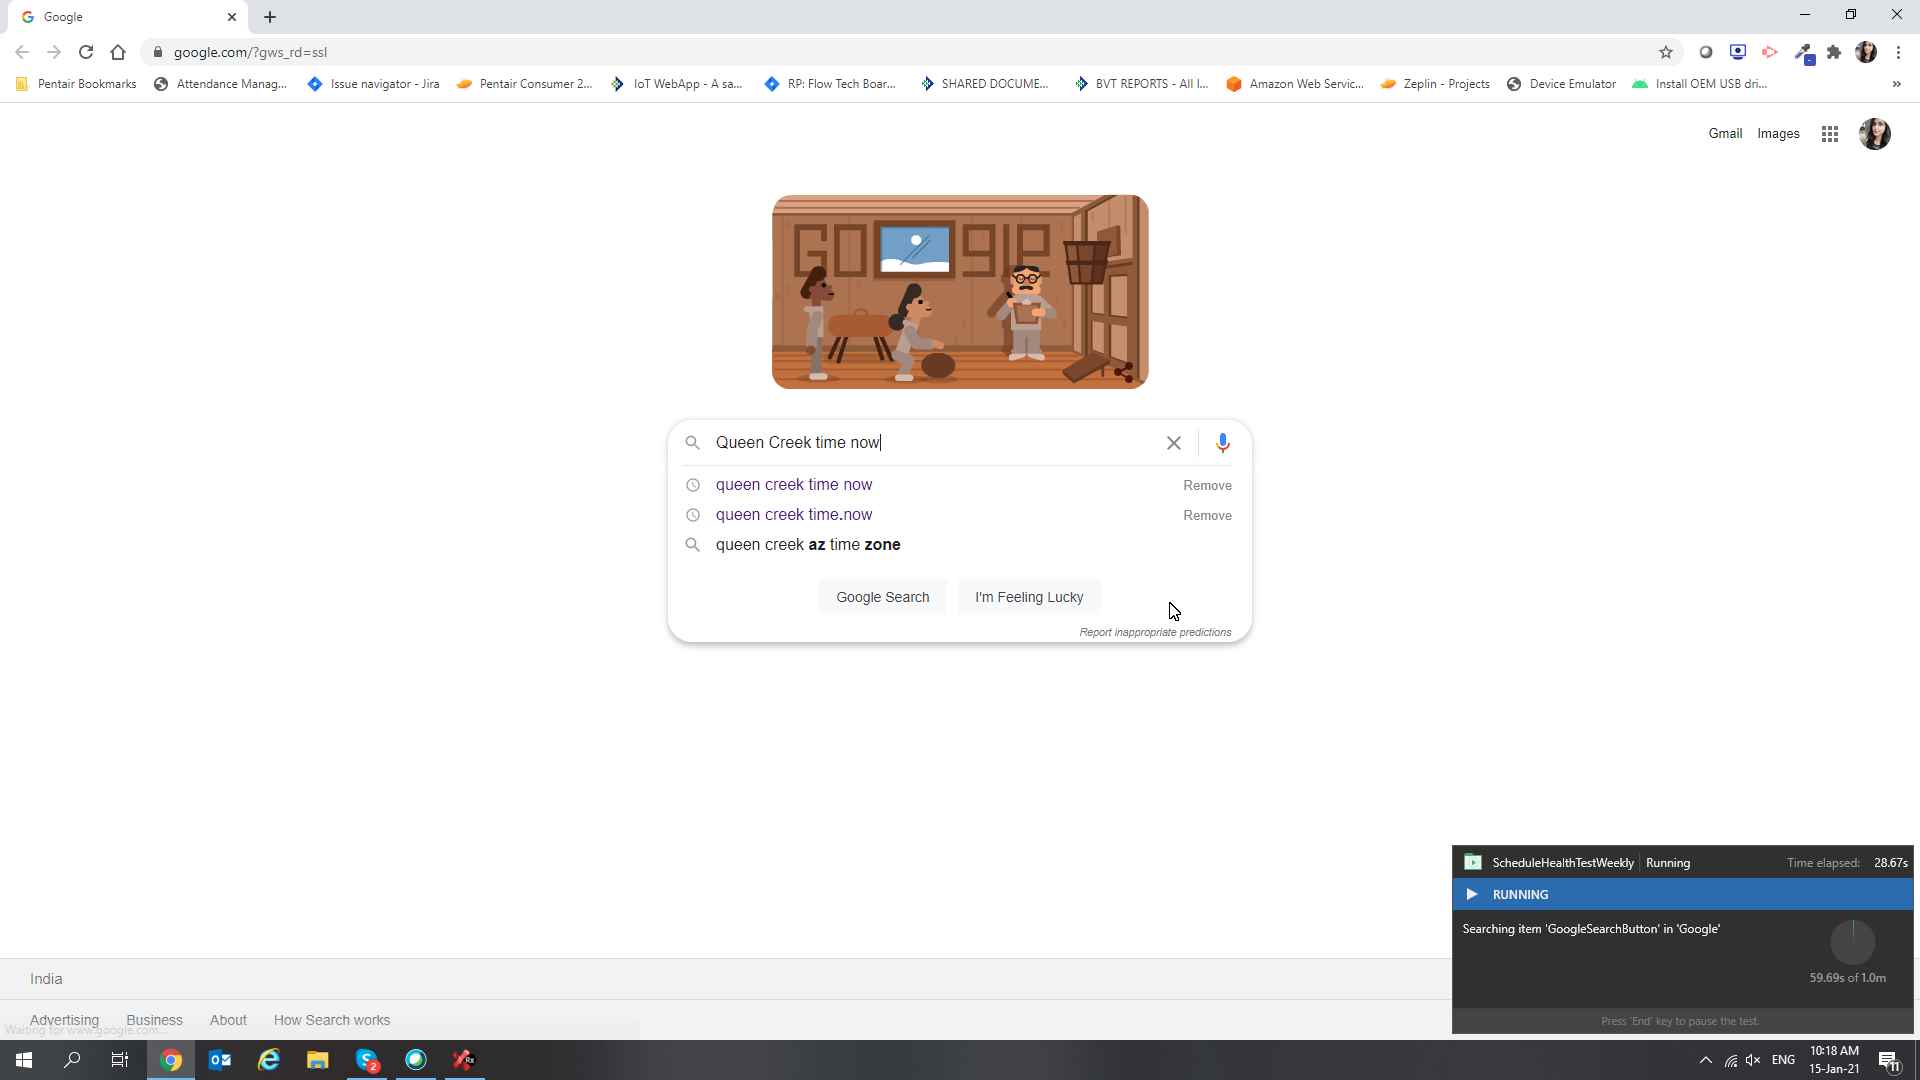 Google
google.com/?gws_rd=ssl
Pentair Bookmarks
Attendance Manag...
Issue navigator - Jira
Pentair Consumer 2...
IoT WebApp - A sa...
RP: Flow Tech Boar...
SHARED DOCUME...
BVT REPORTS - All I...
Amazon Web Servic...
Zeplin - Projects
Device Emulator
Install OEM USB dri...
»
Gmail
Images
Queen Creek time now
queen creek time now
Remove
queen creek time.now
Remove
queen creek az time zone
Google Search
I'm Feeling Lucky
Report inappropriate predictions
ScheduleHealthTestWeekly
Running
Time elapsed:
28.67s
RUNNING
Searching item 'GoogleSearchButton' in 'Google'
59.69s of 1.0m
Press 'End' key to pause the test.
India
Advertising
Business
About
How Search works
Waiting for www.google.com...
2
Rx
ENG
10:18 AM
15-Jan-21
11